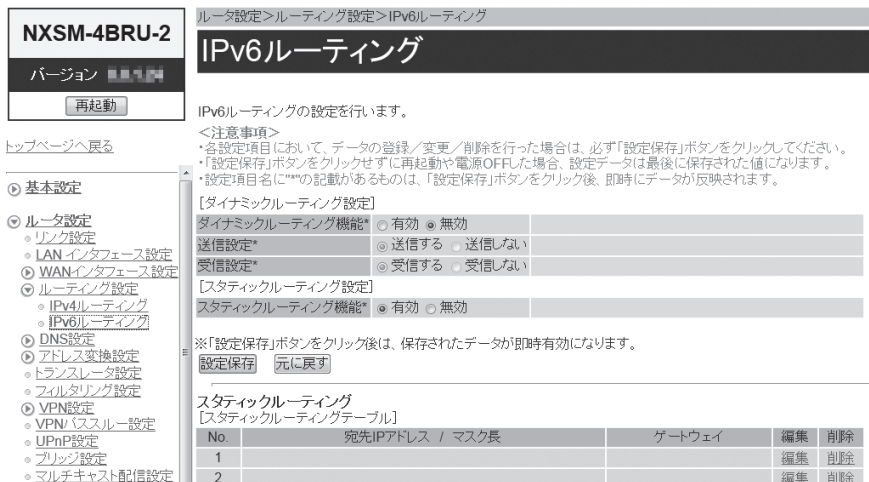 NXSM-4BRU-2
バージョン
再起動
トップページへ戻る
基本設定
ルータ設定
リンク設定
LAN インタフェース設定
WANインタフェース設定
ルーティング設定
IPv4ルーティング
IPv6ルーティング
DNS設定
アドレス変換設定
トランスレータ設定
フィルタリング設定
VPN設定
VPNパススルー設定
UPnP設定
ブリッジ設定
マルチキャスト配信設定
ルータ設定>ルーティング設定>IPv6ルーティング
IPv6ルーティング
IPv6ルーティングの設定を行います。
<注意事項>
・各設定項目において、データの登録/変更/削除を行った場合は、必ず「設定保存」ボタンをクリックしてください。
・「設定保存」ボタンをクリックせずに再起動や電源OFFした場合、設定データは最後に保存された値になります。
・設定項目名に"*"の記載があるものは、「設定保存」ボタンをクリック後、即時にデータが反映されます。
[ダイナミックルーティング設定]
ダイナミックルーティング機能* 有効 無効
送信設定* 送信する 送信しない
受信設定* 受信する 受信しない
[スタティックルーティング設定]
スタティックルーティング機能* 有効 無効
※「設定保存」ボタンをクリック後は、保存されたデータが即時有効になります。
設定保存 元に戻す
スタティックルーティング
[スタティックルーティングテーブル]
No. 宛先IPアドレス / マスク長 ゲートウェイ 編集 削除
1 編集 削除
2 編集 削除